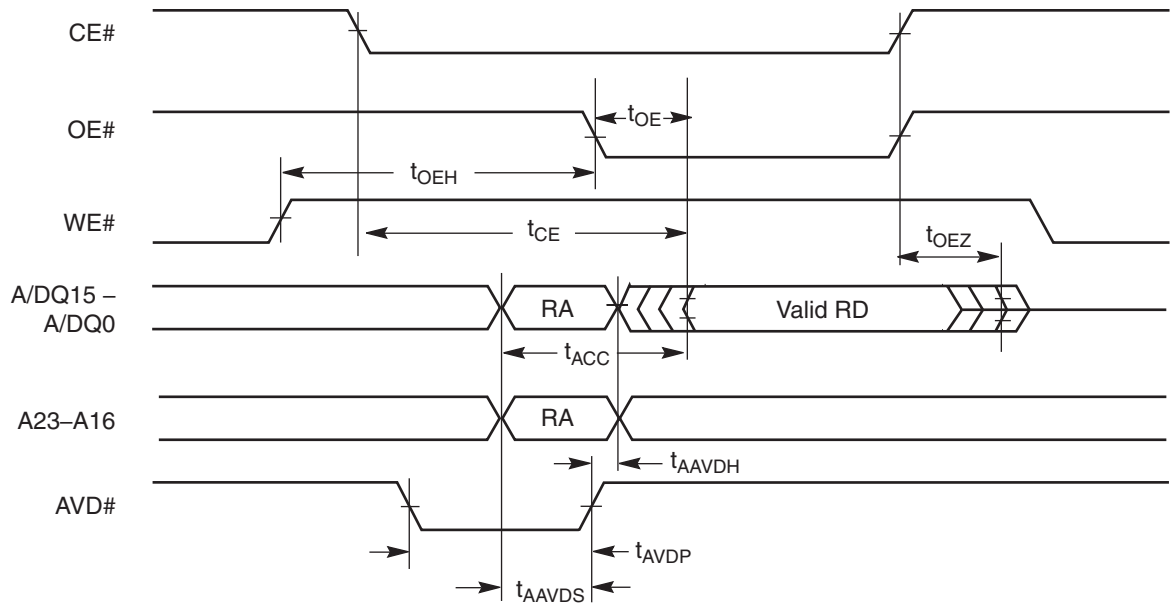 CE#
OE#
tOE
tOEH
WE#
tCE
tOEZ
A/DQ15 –
A/DQ0
RA
Valid RD
tACC
A23–A16
RA
tAAVDH
AVD#
tAVDP
tAAVDS